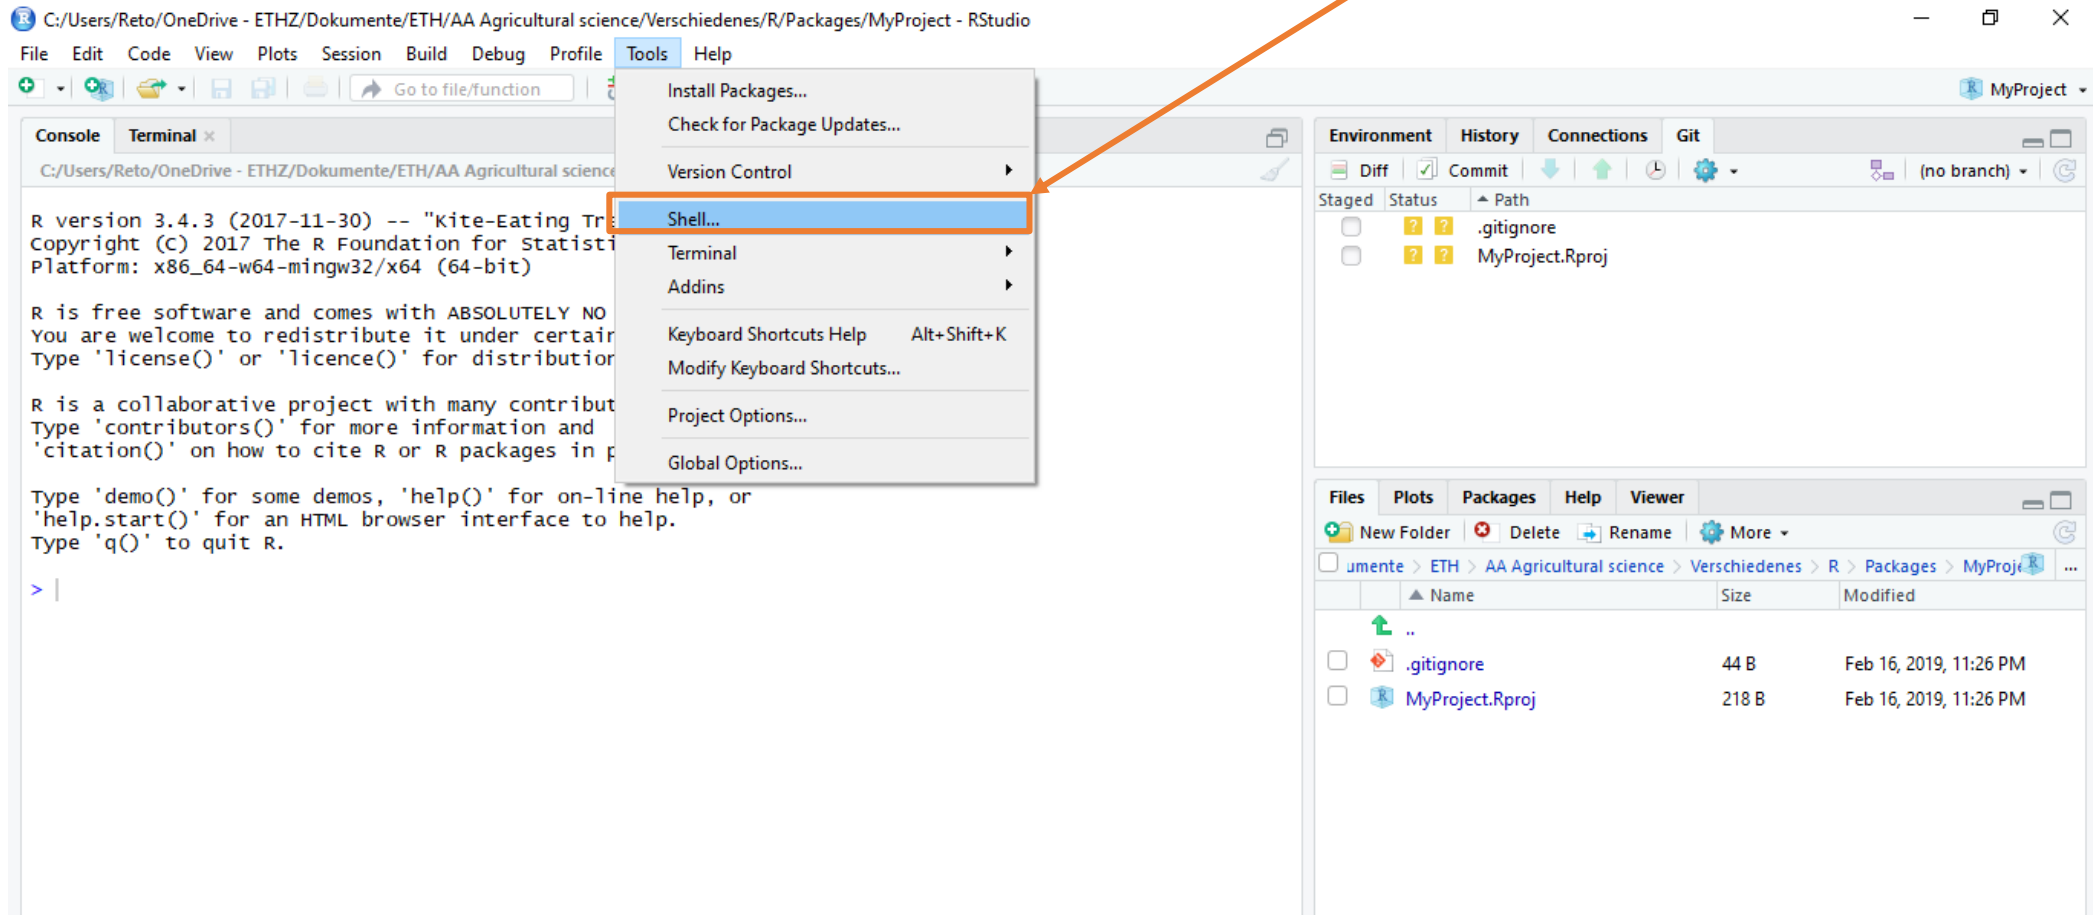 C:/Users/Reto/OneDrive - ETHZ/Dokumente/ETH/AA Agricultural science/Verschiedenes/R/Packages/MyProject - RStudio
File Edit Code View Plots Session Build Debug Profile Tools Help
Go to file/function
MyProject
Install Packages...
Check for Package Updates...
Version Control
Shell...
Terminal
Addins
Keyboard Shortcuts Help Alt+Shift+K
Modify Keyboard Shortcuts...
Project Options...
Global Options...
Console Terminal
C:/Users/Reto/OneDrive - ETHZ/Dokumente/ETH/AA Agricultural science
R version 3.4.3 (2017-11-30) -- "Kite-Eating Tre
Copyright (C) 2017 The R Foundation for Statisti
Platform: x86_64-w64-mingw32/x64 (64-bit)
R is free software and comes with ABSOLUTELY NO
You are welcome to redistribute it under certain
Type 'license()' or 'licence()' for distribution
R is a collaborative project with many contribut
Type 'contributors()' for more information and
'citation()' on how to cite R or R packages in p
Type 'demo()' for some demos, 'help()' for on-line help, or
'help.start()' for an HTML browser interface to help.
Type 'q()' to quit R.
>
Environment History Connections Git
Diff Commit (no branch)
Staged Status Path
? ? .gitignore
? ? MyProject.Rproj
Files Plots Packages Help Viewer
New Folder Delete Rename More
umente > ETH > AA Agricultural science > Verschiedenes > R > Packages > MyProje ...
Name Size Modified
..
.gitignore 44 B Feb 16, 2019, 11:26 PM
MyProject.Rproj 218 B Feb 16, 2019, 11:26 PM